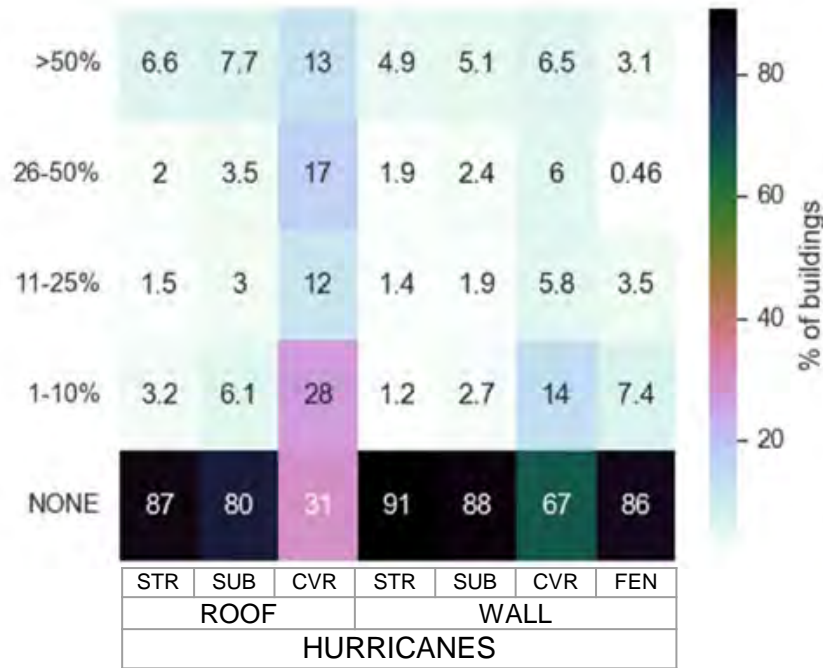 >50% 6.6 7.7 13 4.9 5.1 6.5 3.1
26-50% 2 3.5 17 1.9 2.4 6 0.46
11-25% 1.5 3 12 1.4 1.9 5.8 3.5
1-10% 3.2 6.1 28 1.2 2.7 14 7.4
NONE 87 80 31 91 88 67 86
STR SUB CVR STR SUB CVR FEN
ROOF WALL
HURRICANES
80
60
40
20
% of buildings